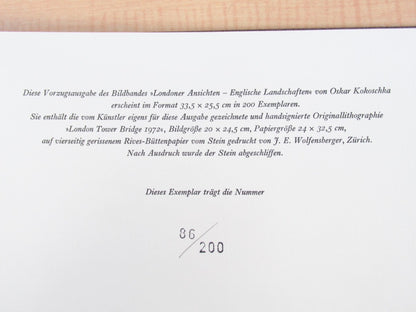 Diese Vorzugsausgabe des Bildbandes »Londoner Ansichten – Englische Landschaften« von Oskar Kokoschka
erscheint im Format 33,5 × 25,5 cm in 200 Exemplaren.
Sie enthält die vom Künstler eigens für diese Ausgabe gezeichnete und handsignierte Originallithographie
»London Tower Bridge 1972«, Bildgröße 20 × 24,5 cm, Papiergröße 24 × 32,5 cm,
auf vierseitig gerissenem Rives-Büttenpapier vom Stein gedruckt von J. E. Wolfensberger, Zürich.
Nach Ausdruck wurde der Stein abgeschliffen.
Dieses Exemplar trägt die Nummer
86/
200